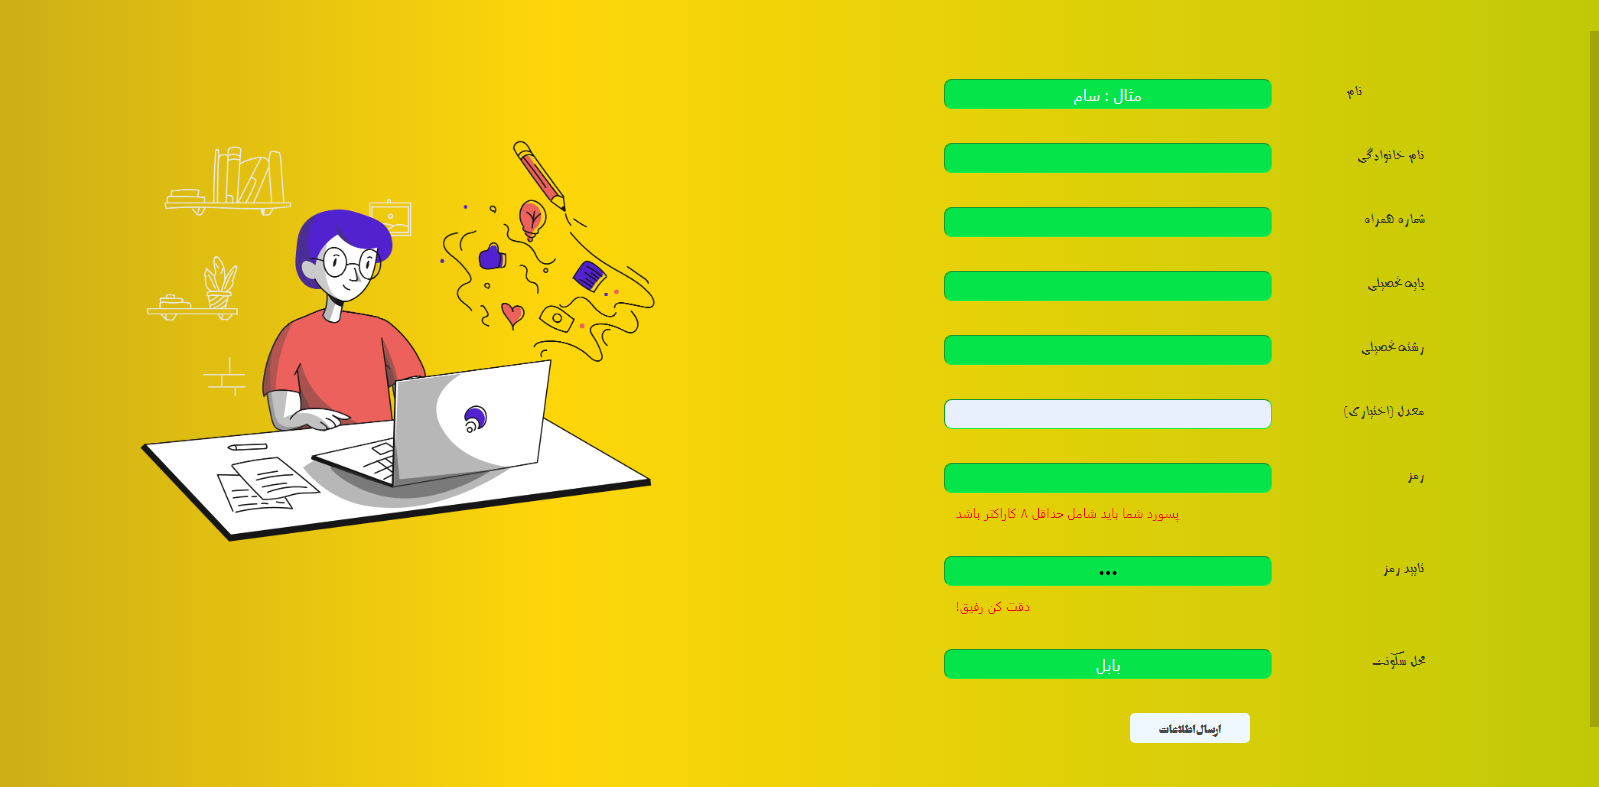 نام
مثال : سام
نام خانوادگی
شماره همراه
پایه تحصیلی
رشته تحصیلی
معدل (اختیاری)
رمز
پسورد شما باید شامل حداقل ۸ کاراکتر باشد
تایید رمز
•••
دقت کن رفیق!
محل سکونت
بابل
ارسال اطلاعات